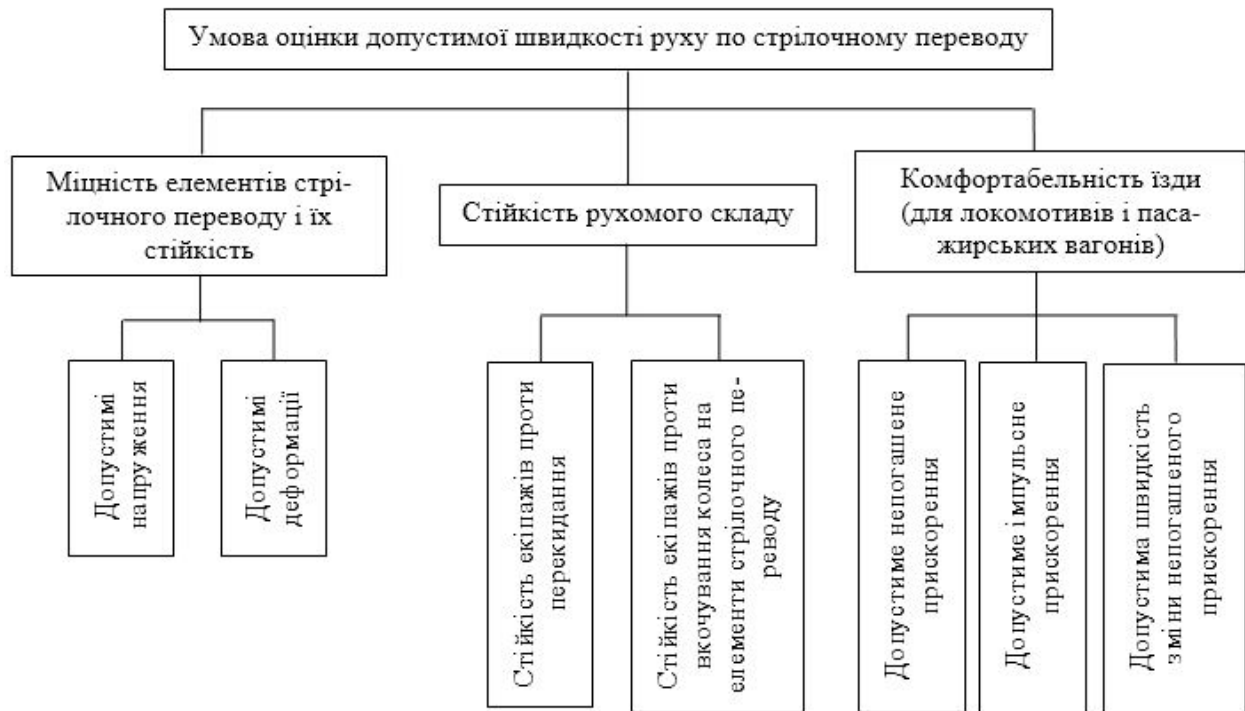 Умова оцінки допустимої швидкості руху по стрілочному переводу
Міцність елементів стрі-
лочного переводу і їх
стійкість
Стійкість рухомого складу
Комфортабельність їзди
(для локомотивів і паса-
жирських вагонів)
Допустимі
напруження
Допустимі
деформації
Стійкість екіпажів проти
перекидання
Стійкість екіпажів проти
вкочування колеса на
елементи стрілочного пе-
реводу
Допустиме непогашене
прискорення
Допустиме імпульсне
прискорення
Допустима швидкість
зміни непогашеного
прискорення